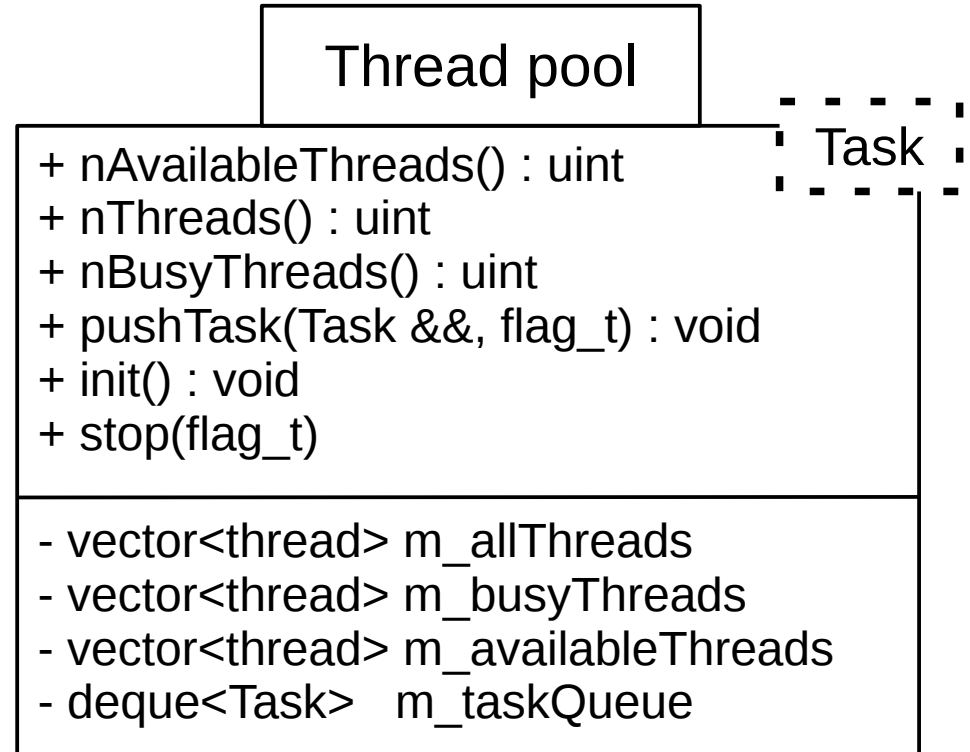 Thread pool
Task
+ nAvailableThreads() : uint
+ nThreads() : uint
+ nBusyThreads() : uint
+ pushTask(Task &&, flag_t) : void
+ init() : void
+ stop(flag_t)
- vector<thread> m_allThreads
- vector<thread> m_busyThreads
- vector<thread> m_availableThreads
- deque<Task>   m_taskQueue